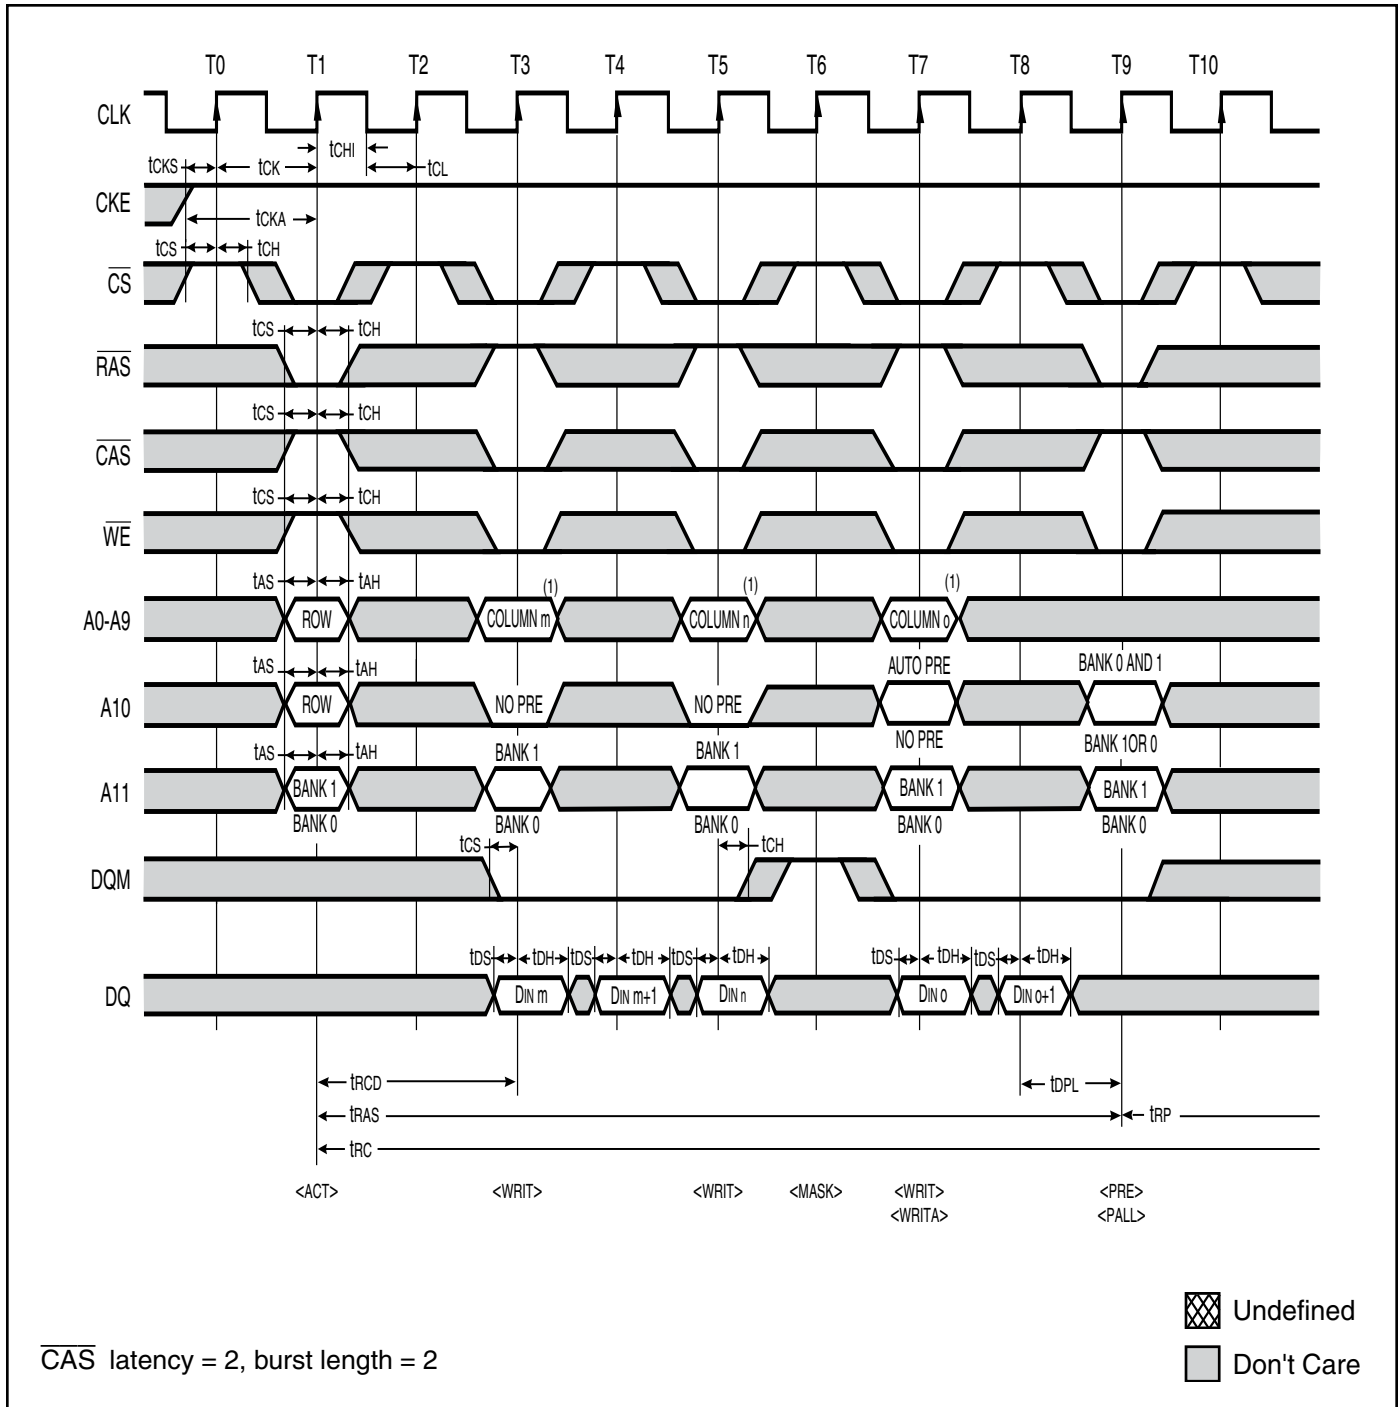 T0 T1 T2 T3 T4 T5 T6 T7 T8 T9 T10
CLK
tCHI
tCKS tCK tCL
CKE
tCKA
tCS tCH
CS
tCS tCH
RAS
tCS tCH
CAS
tCS tCH
WE
tAS tAH (1) (1) (1)
A0-A9 ROW COLUMN m COLUMN n COLUMN o
tAS tAH AUTO PRE BANK 0 AND 1
A10 ROW NO PRE NO PRE
NO PRE BANK 1OR 0
tAS tAH BANK 1 BANK 1
A11 BANK 1 BANK 1 BANK 1
BANK 0 BANK 0 BANK 0 BANK 0 BANK 0
tCS tCH
DQM
tDS tDH tDS tDH tDS tDH tDS tDH tDS tDH
DQ DIN m DIN m+1 DIN n DIN o DIN o+1
tRCD tDPL
tRAS tRP
tRC
<ACT> <WRIT> <WRIT> <MASK> <WRIT> <PRE>
<WRITA> <PALL>
Undefined
CAS latency = 2, burst length = 2
Don't Care